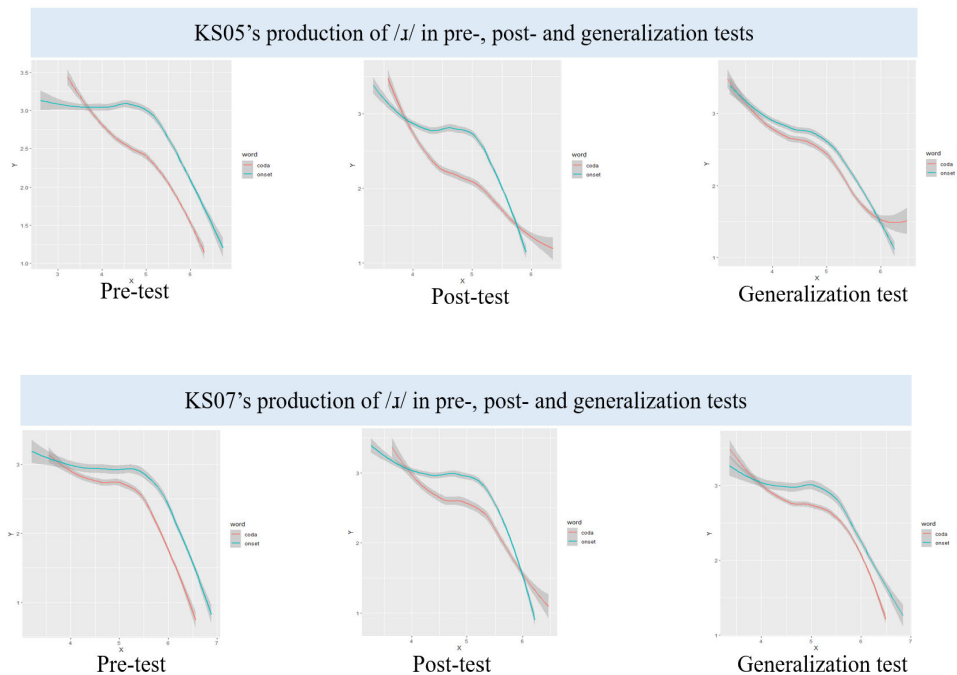 KS05’s production of /ɹ/ in pre-, post- and generalization tests
3.5
3.0
2.5
2.0
1.5
1.0
Y
3
4
5
6
X
word
coda
onset
Pre-test
3
2
1
Y
4
5
6
X
word
coda
onset
Post-test
3
2
1
Y
4
5
6
X
word
coda
onset
Generalization test
KS07’s production of /ɹ/ in pre-, post- and generalization tests
3
2
1
Y
4
5
6
7
X
word
coda
onset
Pre-test
3
2
1
Y
4
5
6
X
word
coda
onset
Post-test
4
3
2
1
Y
4
5
6
7
X
word
coda
onset
Generalization test